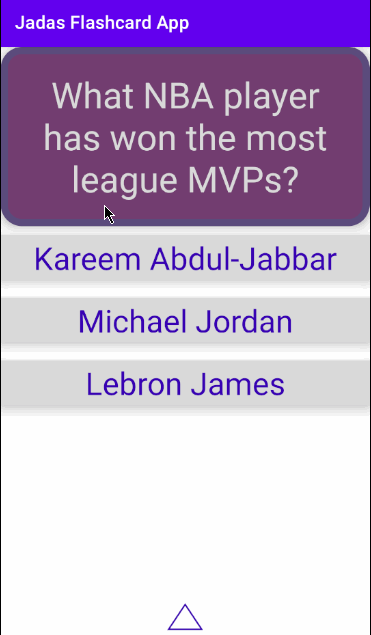 Jadas Flashcard App
What NBA player
has won the most
league MVPs?
Kareem Abdul-Jabbar
Michael Jordan
Lebron James